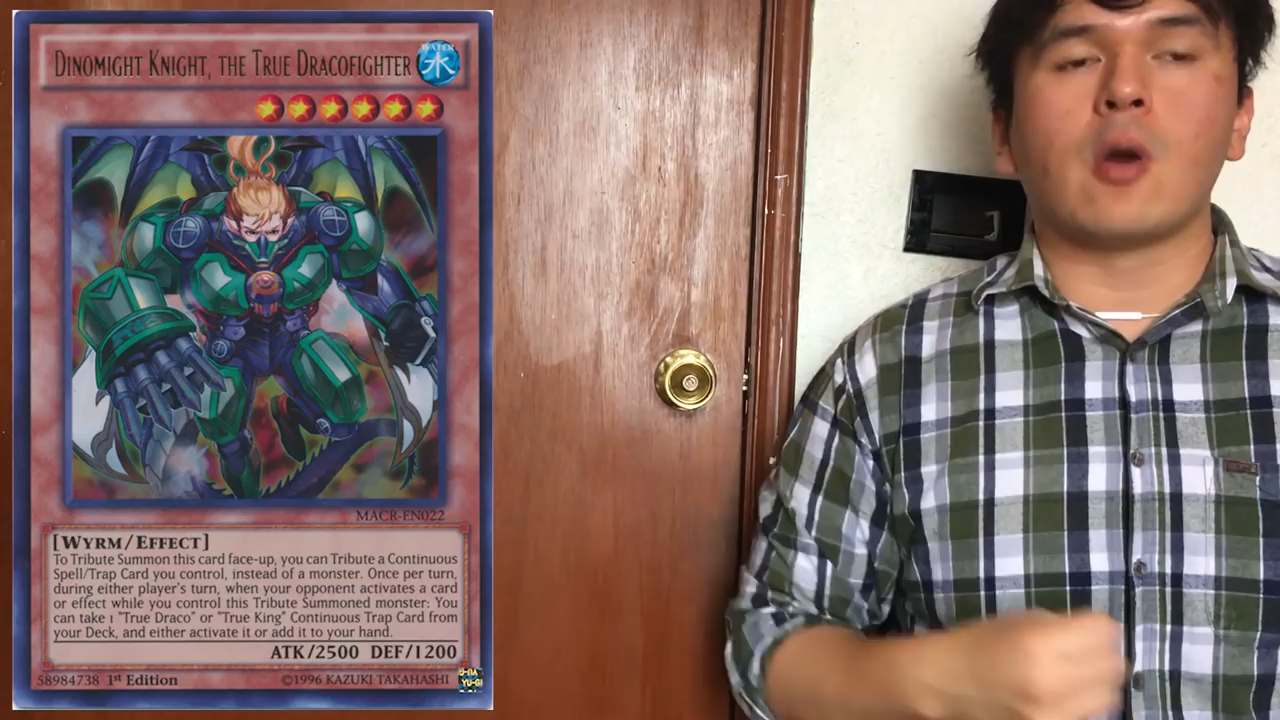 DINOMIGHT KNIGHT, THE TRUE DRACOFIGHTER
WATER
水
MACR-EN022
[WYRM/EFFECT]
To Tribute Summon this card face-up, you can Tribute a Continuous
Spell/Trap Card you control, instead of a monster. Once per turn,
during either player's turn, when your opponent activates a card
or effect while you control this Tribute Summoned monster: You
can take 1 "True Draco" or "True King" Continuous Trap Card from
your Deck, and either activate it or add it to your hand.
ATK/2500 DEF/1200
58984738 1st Edition ©1996 KAZUKI TAKAHASHI